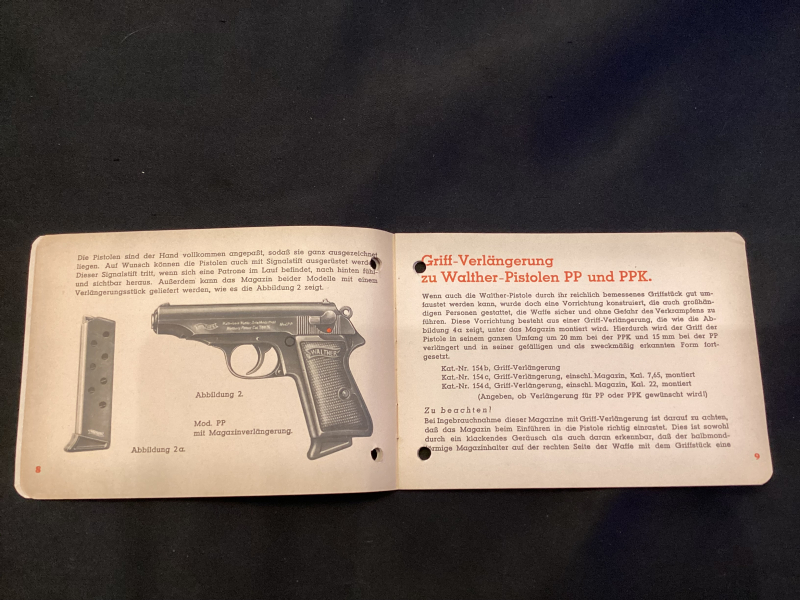 Die Pistolen sind der Hand vollkommen angepaßt, sodaß sie ganz ausgezeichnet
liegen. Auf Wunsch können die Pistolen auch mit Signalstift ausgerüstet werden.
Dieser Signalstift tritt, wenn sich eine Patrone im Lauf befindet, nach hinten fühl-
und sichtbar heraus. Außerdem kann das Magazin beider Modelle mit einem
Verlängerungsstück geliefert werden, wie es die Abbildung 2 zeigt.
WALTHER
Abbildung 2.
Mod. PP
mit Magazinverlängerung.
Abbildung 2a.
8
Griff-Verlängerung
zu Walther-Pistolen PP und PPK.
Wenn auch die Walther-Pistole durch ihr reichlich bemessenes Griffstück gut um-
faustet werden kann, wurde doch eine Vorrichtung konstruiert, die auch großhän-
digen Personen gestattet, die Waffe sicher und ohne Gefahr des Verkampfens zu
führen. Diese Vorrichtung besteht aus einer Griff-Verlängerung, die wie die Ab-
bildung 4a zeigt, unter das Magazin montiert wird. Hierdurch wird der Griff der
Pistole in seinem ganzen Umfang um 20 mm bei der PPK und 15 mm bei der PP
verlängert und in seiner gefälligen und als zweckmäßig erkannten Form fort-
gesetzt.
Kat.-Nr. 154 b, Griff-Verlängerung
Kat.-Nr. 154 c, Griff-Verlängerung, einschl. Magazin, Kal. 7,65, montiert
Kat.-Nr. 154 d, Griff-Verlängerung, einschl. Magazin, Kal. 22, montiert
(Angeben, ob Verlängerung für PP oder PPK gewünscht wird!)
Zu beachten!
Bei Ingebrauchnahme dieser Magazine mit Griff-Verlängerung ist darauf zu achten,
daß das Magazin beim Einführen in die Pistole richtig einrastet. Dies ist sowohl
durch ein klackendes Geräusch als auch daran erkennbar, daß der halbmond-
förmige Magazinhalter auf der rechten Seite der Waffe mit dem Griffstück eine
9